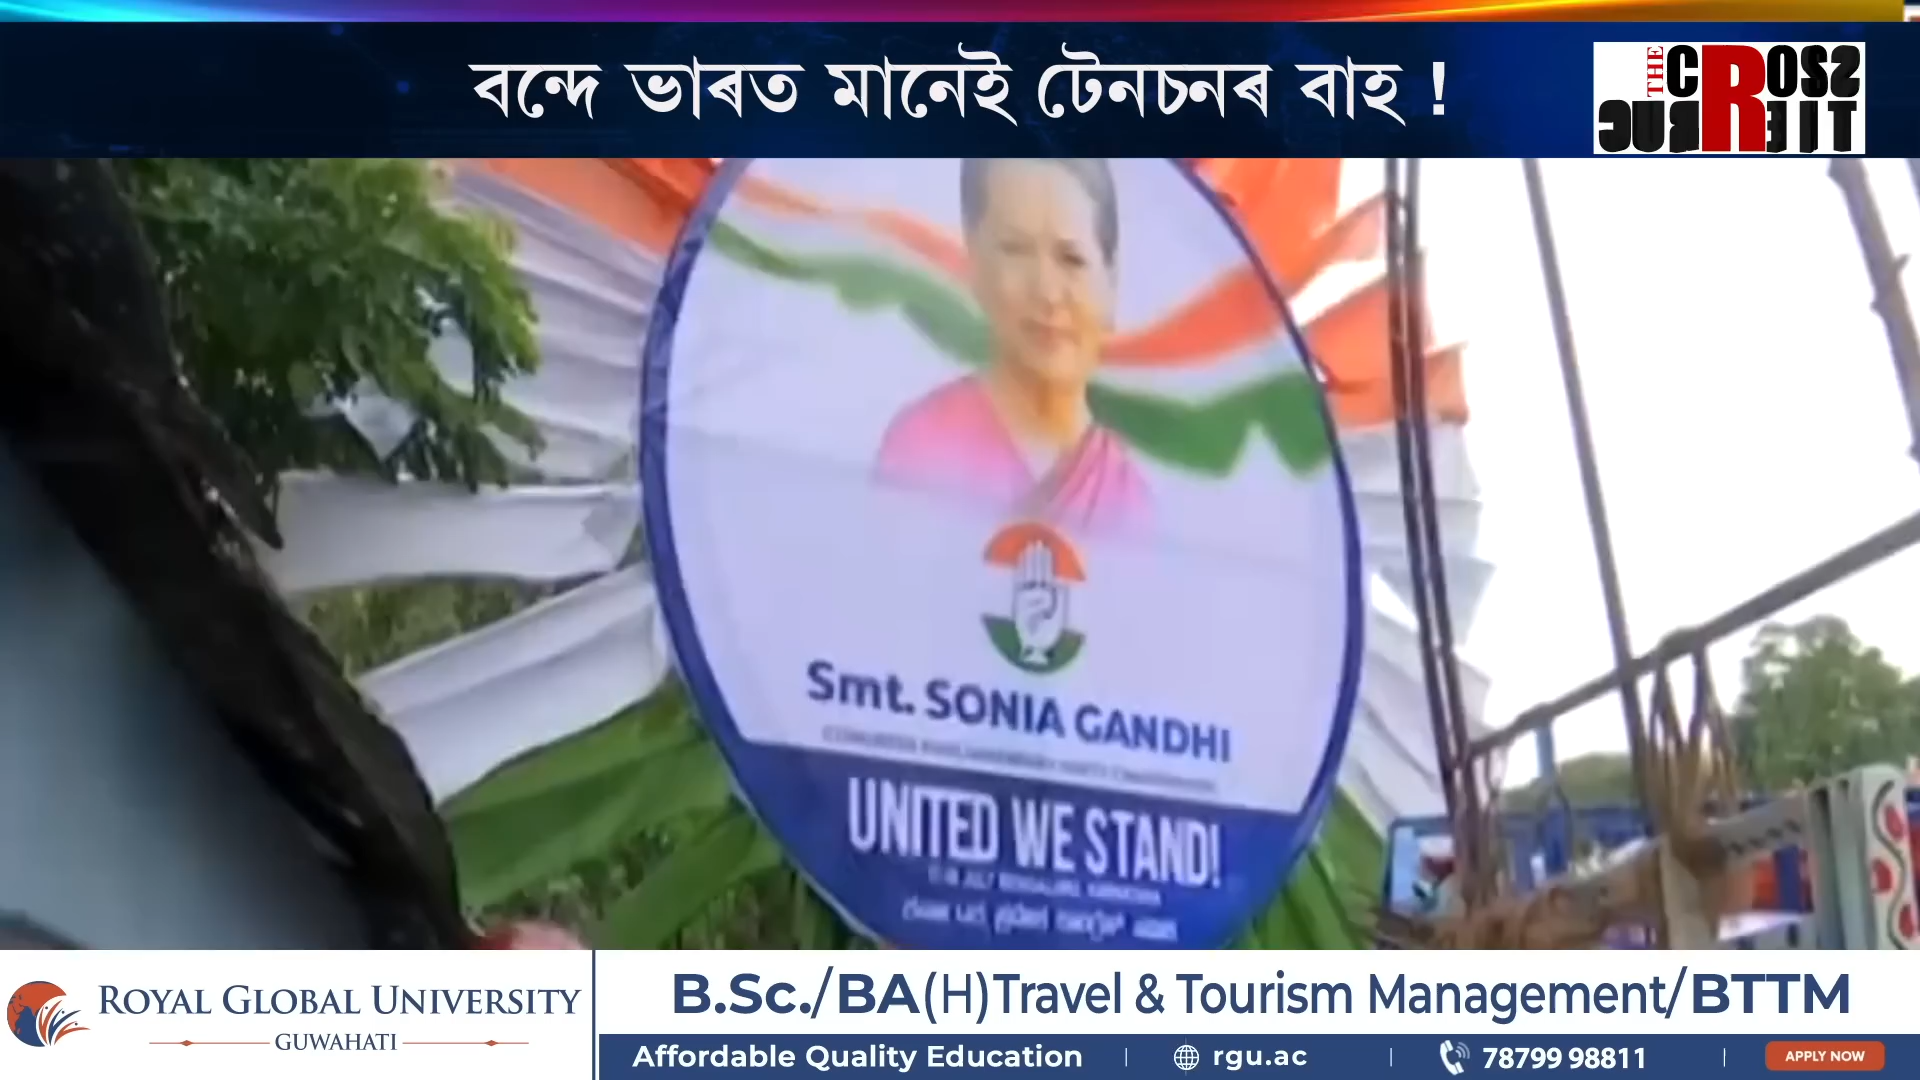 বন্দে ভাৰত মানেই টেনচনৰ বাহ !
THE CROSS
CURRENT
Smt. SONIA GANDHI
UNITED WE STAND!
ROYAL GLOBAL UNIVERSITY
GUWAHATI
B.Sc./BA(H)Travel & Tourism Management/BTTM
Affordable Quality Education
rgu.ac
78799 98811
APPLY NOW